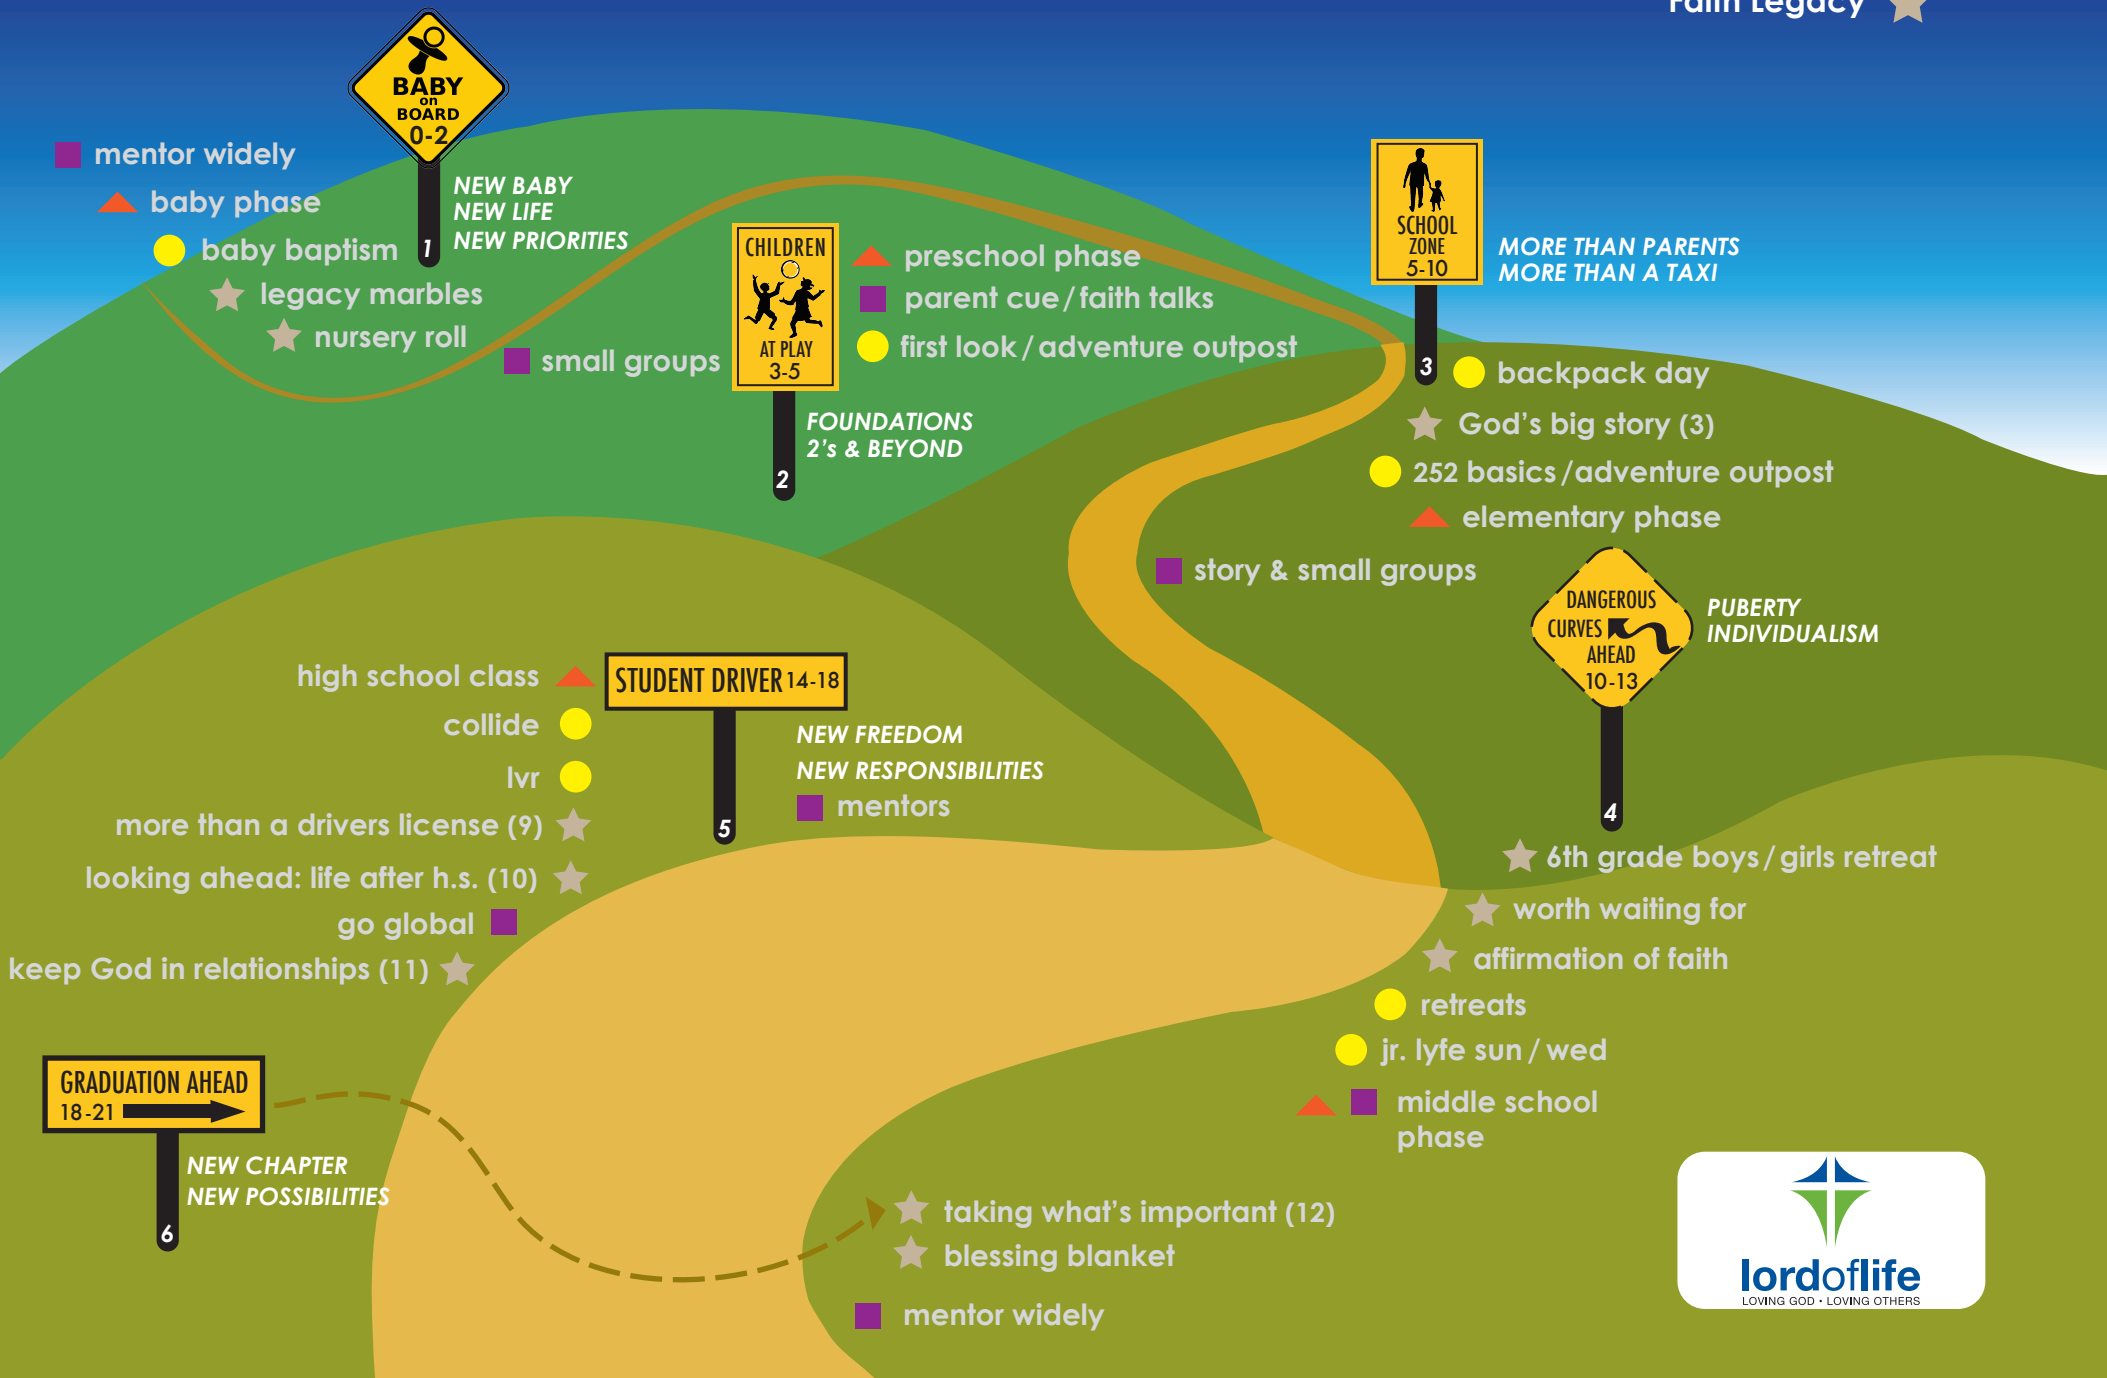 Faith Legacy
BABY
on
BOARD
0-2
mentor widely
baby phase
baby baptism
legacy marbles
nursery roll
1
NEW BABY
NEW LIFE
NEW PRIORITIES
small groups
CHILDREN
AT PLAY
3-5
2
preschool phase
parent cue / faith talks
first look / adventure outpost
FOUNDATIONS
2's & BEYOND
SCHOOL
ZONE
5-10
3
MORE THAN PARENTS
MORE THAN A TAXI
backpack day
God's big story (3)
252 basics / adventure outpost
elementary phase
story & small groups
DANGEROUS
CURVES
AHEAD
10-13
4
PUBERTY
INDIVIDUALISM
6th grade boys / girls retreat
worth waiting for
affirmation of faith
retreats
jr. lyfe sun / wed
middle school
phase
high school class
collide
lvr
more than a drivers license (9)
looking ahead: life after h.s. (10)
go global
keep God in relationships (11)
STUDENT DRIVER 14-18
5
NEW FREEDOM
NEW RESPONSIBILITIES
mentors
GRADUATION AHEAD
18-21
6
NEW CHAPTER
NEW POSSIBILITIES
taking what's important (12)
blessing blanket
mentor widely
lordoflife
LOVING GOD • LOVING OTHERS